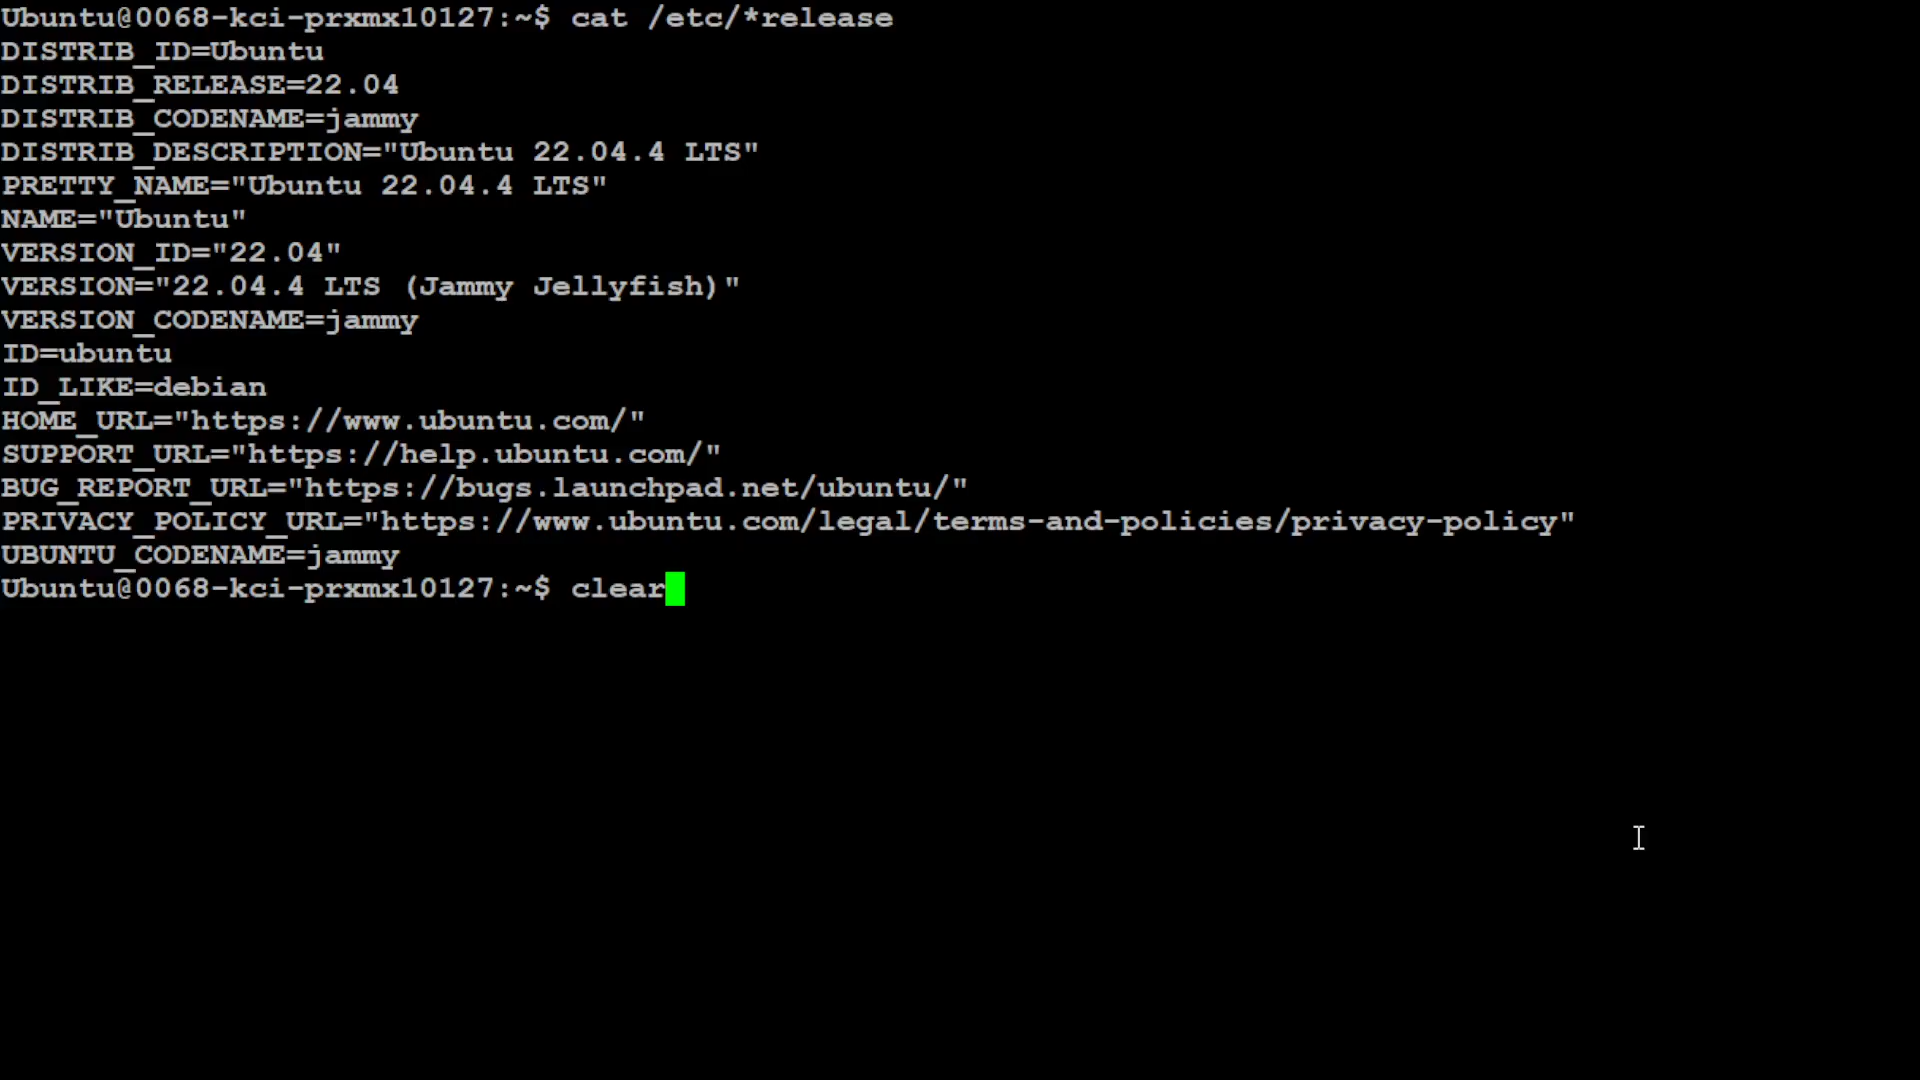 Ubuntu@0068-kci-prxmx10127:~$ cat /etc/*release
DISTRIB_ID=Ubuntu
DISTRIB_RELEASE=22.04
DISTRIB_CODENAME=jammy
DISTRIB_DESCRIPTION="Ubuntu 22.04.4 LTS"
PRETTY_NAME="Ubuntu 22.04.4 LTS"
NAME="Ubuntu"
VERSION_ID="22.04"
VERSION="22.04.4 LTS (Jammy Jellyfish)"
VERSION_CODENAME=jammy
ID=ubuntu
ID_LIKE=debian
HOME_URL="https://www.ubuntu.com/"
SUPPORT_URL="https://help.ubuntu.com/"
BUG_REPORT_URL="https://bugs.launchpad.net/ubuntu/"
PRIVACY_POLICY_URL="https://www.ubuntu.com/legal/terms-and-policies/privacy-policy"
UBUNTU_CODENAME=jammy
Ubuntu@0068-kci-prxmx10127:~$ clear